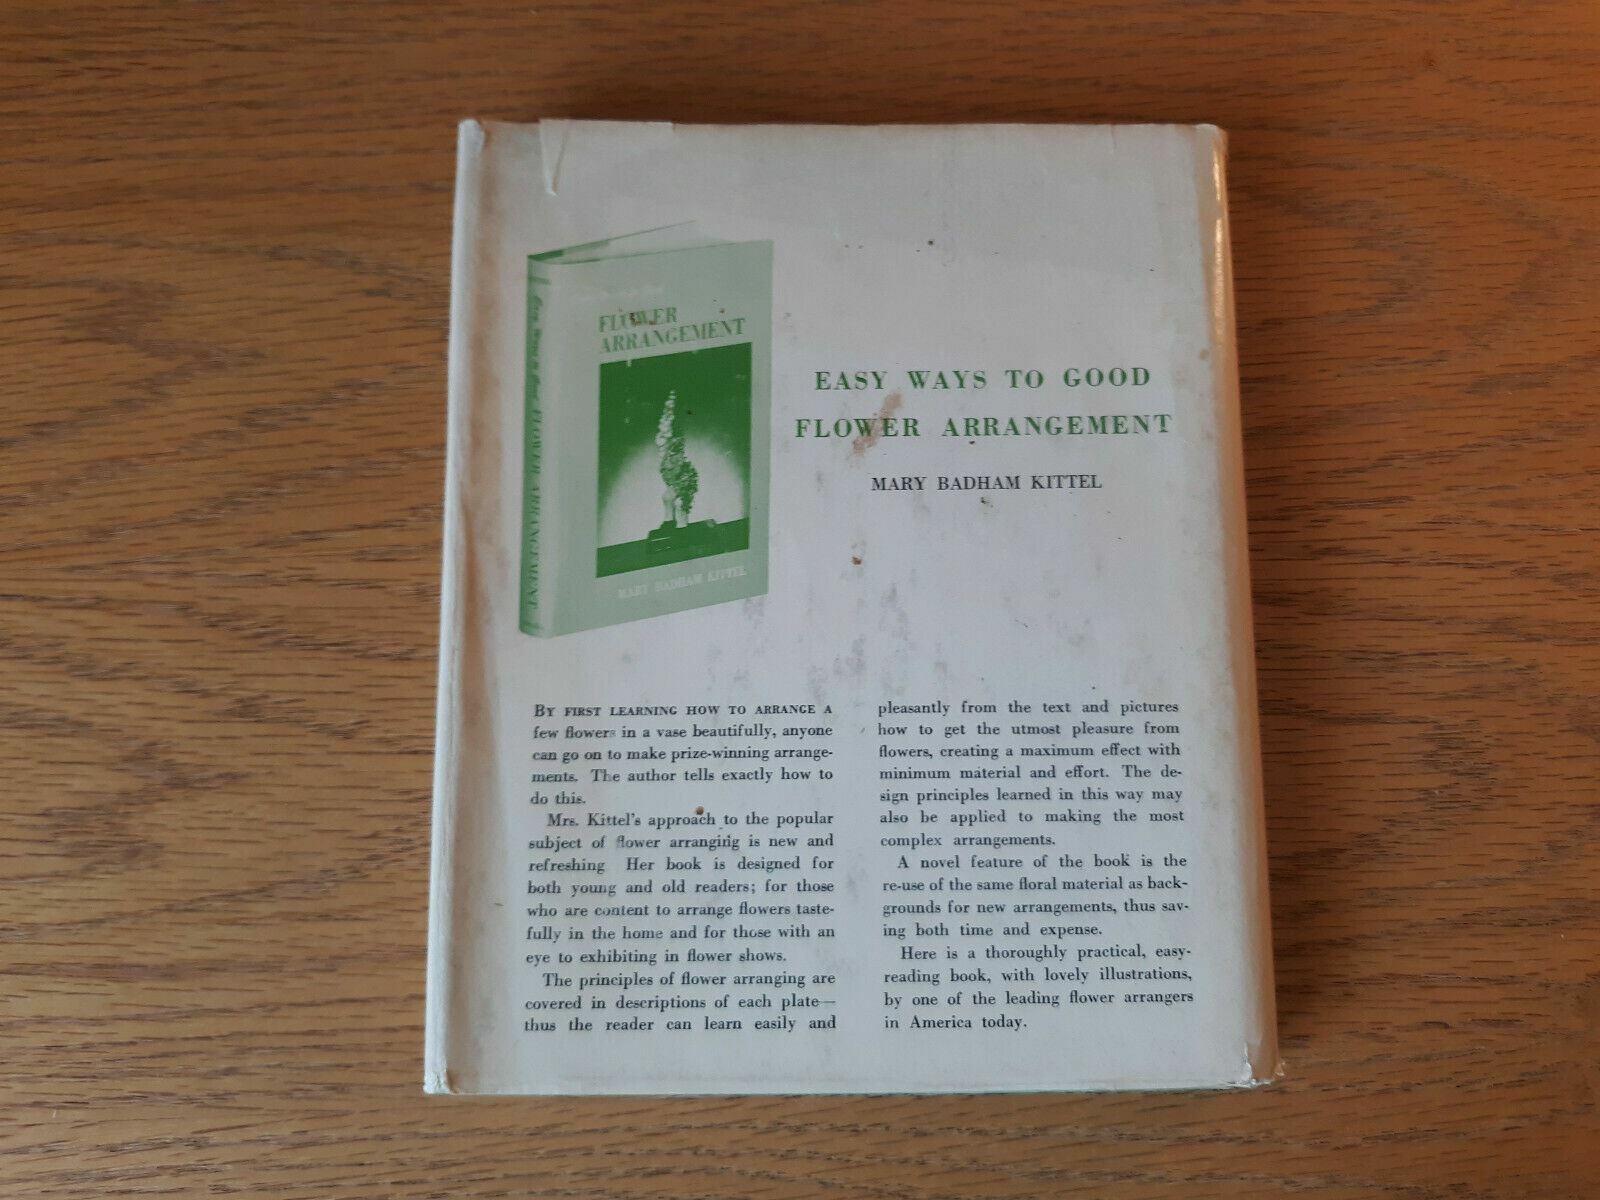 FLOWER
ARRANGEMENT
MARY BADHAM KITTEL
FLOWER ARRANGEMENT
EASY WAYS TO GOOD
FLOWER ARRANGEMENT
MARY BADHAM KITTEL
BY FIRST LEARNING HOW TO ARRANGE A
few flowers in a vase beautifully, anyone
can go on to make prize-winning arrange-
ments. The author tells exactly how to
do this.
Mrs. Kittel's approach to the popular
subject of flower arranging is new and
refreshing Her book is designed for
both young and old readers; for those
who are content to arrange flowers taste-
fully in the home and for those with an
eye to exhibiting in flower shows.
The principles of flower arranging are
covered in descriptions of each plate—
thus the reader can learn easily and
pleasantly from the text and pictures
how to get the utmost pleasure from
flowers, creating a maximum effect with
minimum material and effort. The de-
sign principles learned in this way may
also be applied to making the most
complex arrangements.
A novel feature of the book is the
re-use of the same floral material as back-
grounds for new arrangements, thus sav-
ing both time and expense.
Here is a thoroughly practical, easy-
reading book, with lovely illustrations,
by one of the leading flower arrangers
in America today.